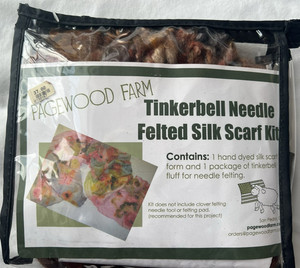 PAGEWOOD FARM
Tinkerbell Needle
Felted Silk Scarf Kit
Contains: 1 hand dyed silk scarf
form and 1 package of tinkerbell
fluff for needle felting.
Kit does not include clover felting
needle tool or felting pad.
(recommended for this project)
San Pedro